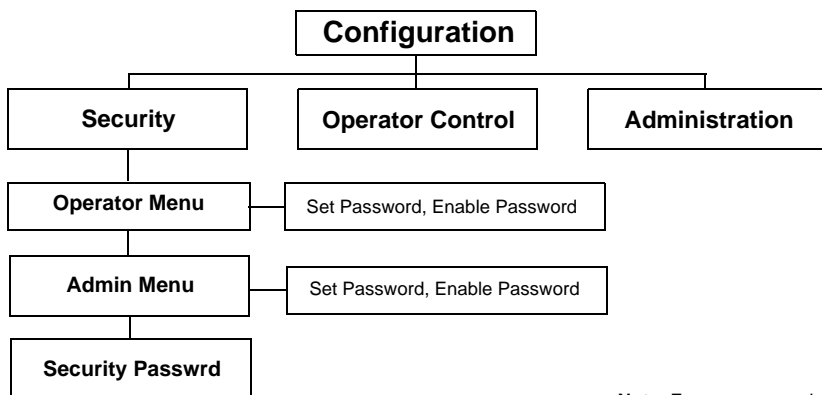 Configuration
Security
Operator Control
Administration
Operator Menu
Set Password, Enable Password
Admin Menu
Set Password, Enable Password
Security Passwrd